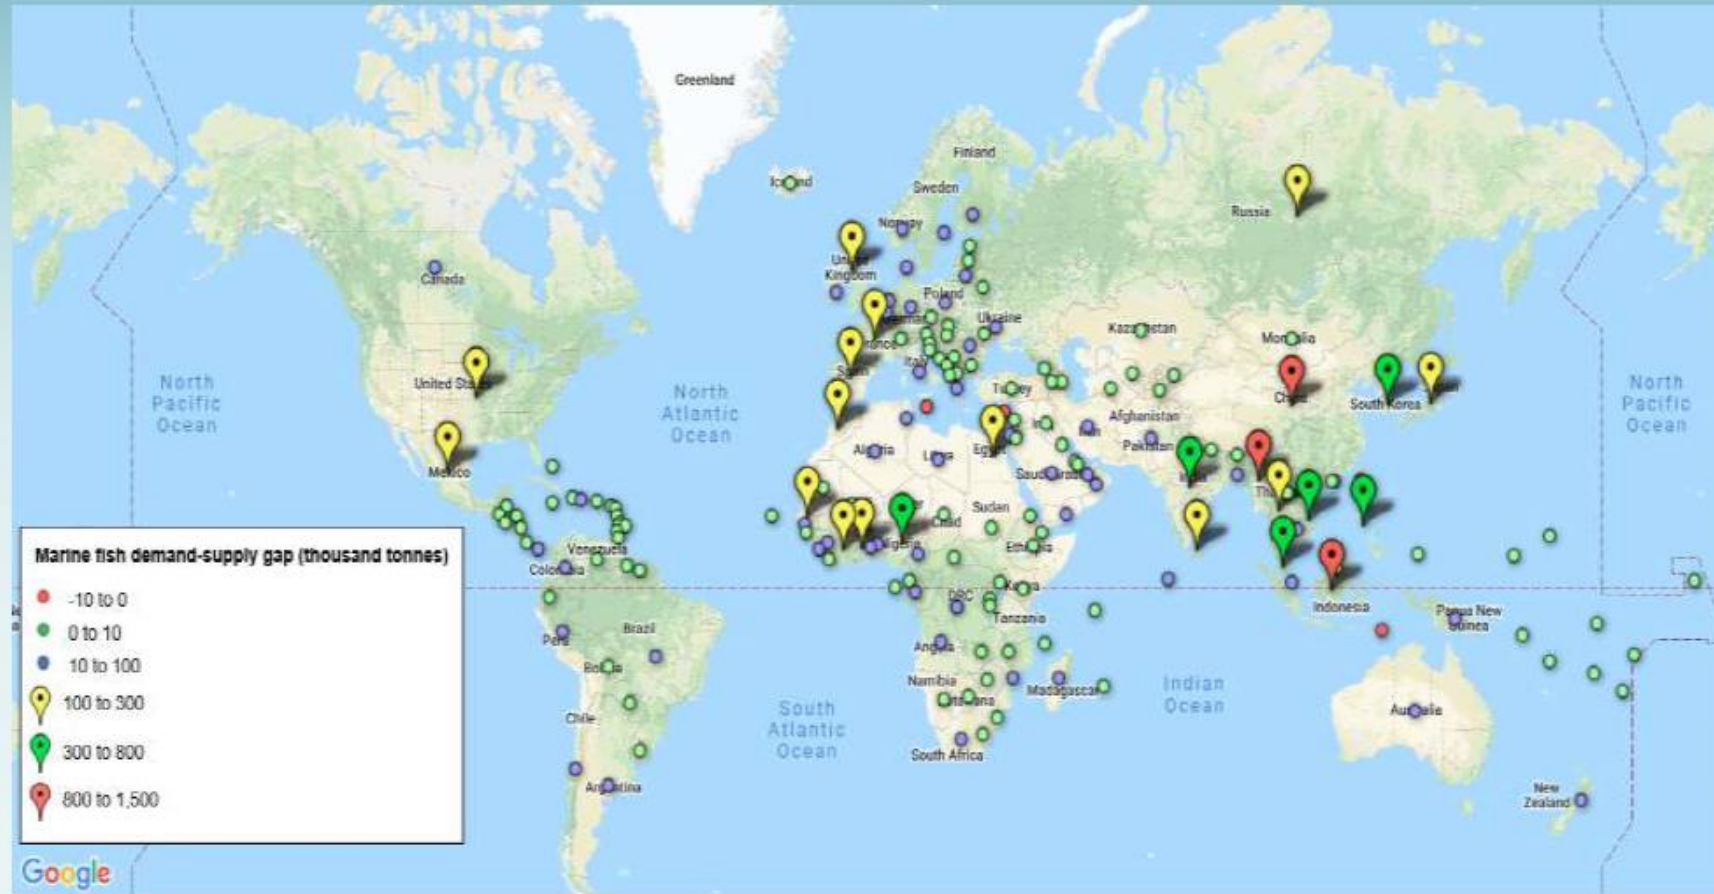 Greenland
Finland
Iceland
Sweden
Norway
Russia
United
Kingdom
Canada
Poland
Ukraine
Kazakhstan
Mongolia
France
Italy
Spain
United States
North
Pacific
Ocean
North
Atlantic
Ocean
Turkey
China
South Korea
North
Pacific
Ocean
Afghanistan
Pakistan
Algeria
Libya
Egypt
Mexico
Saudi Arabia
India
Sudan
Chad
Nigeria
Ethiopia
Venezuela
Colombia
DRC
Kenya
Tanzania
Indonesia
Papua New
Guinea
Peru
Brazil
Bolivia
Angola
Namibia
Botswana
Madagascar
Indian
Ocean
Australia
Chile
South
Atlantic
Ocean
South Africa
Argentina
New
Zealand
Marine fish demand-supply gap (thousand tonnes)
-10 to 0
0 to 10
10 to 100
100 to 300
300 to 800
800 to 1,500
Google